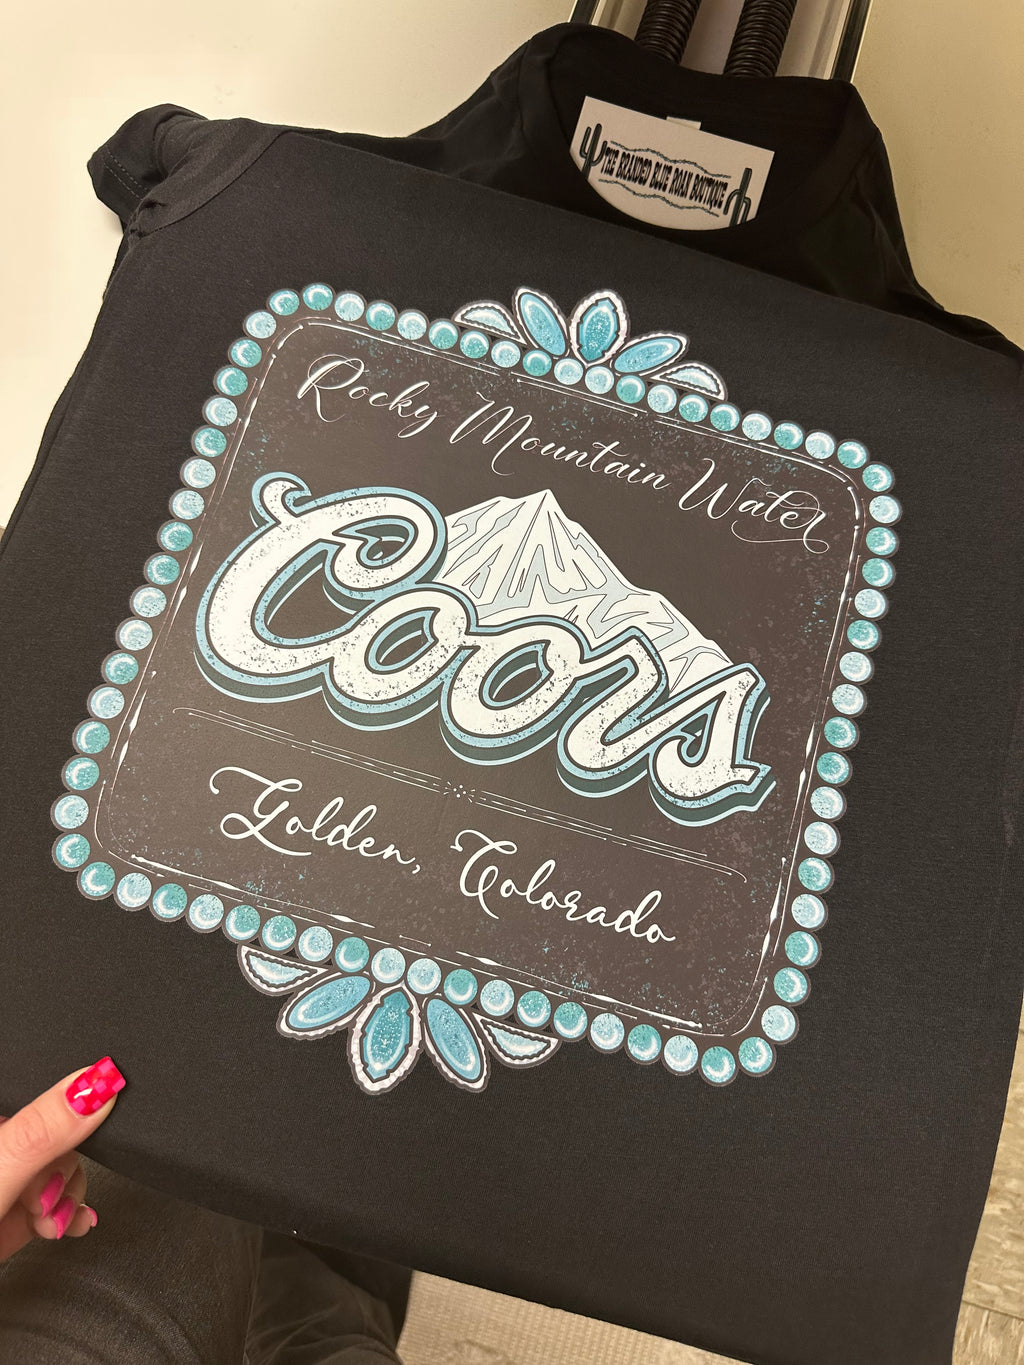 THE BRANDED BLUE ROAN BOUTIQUE
Rocky Mountain Water
Coors
Golden, Colorado